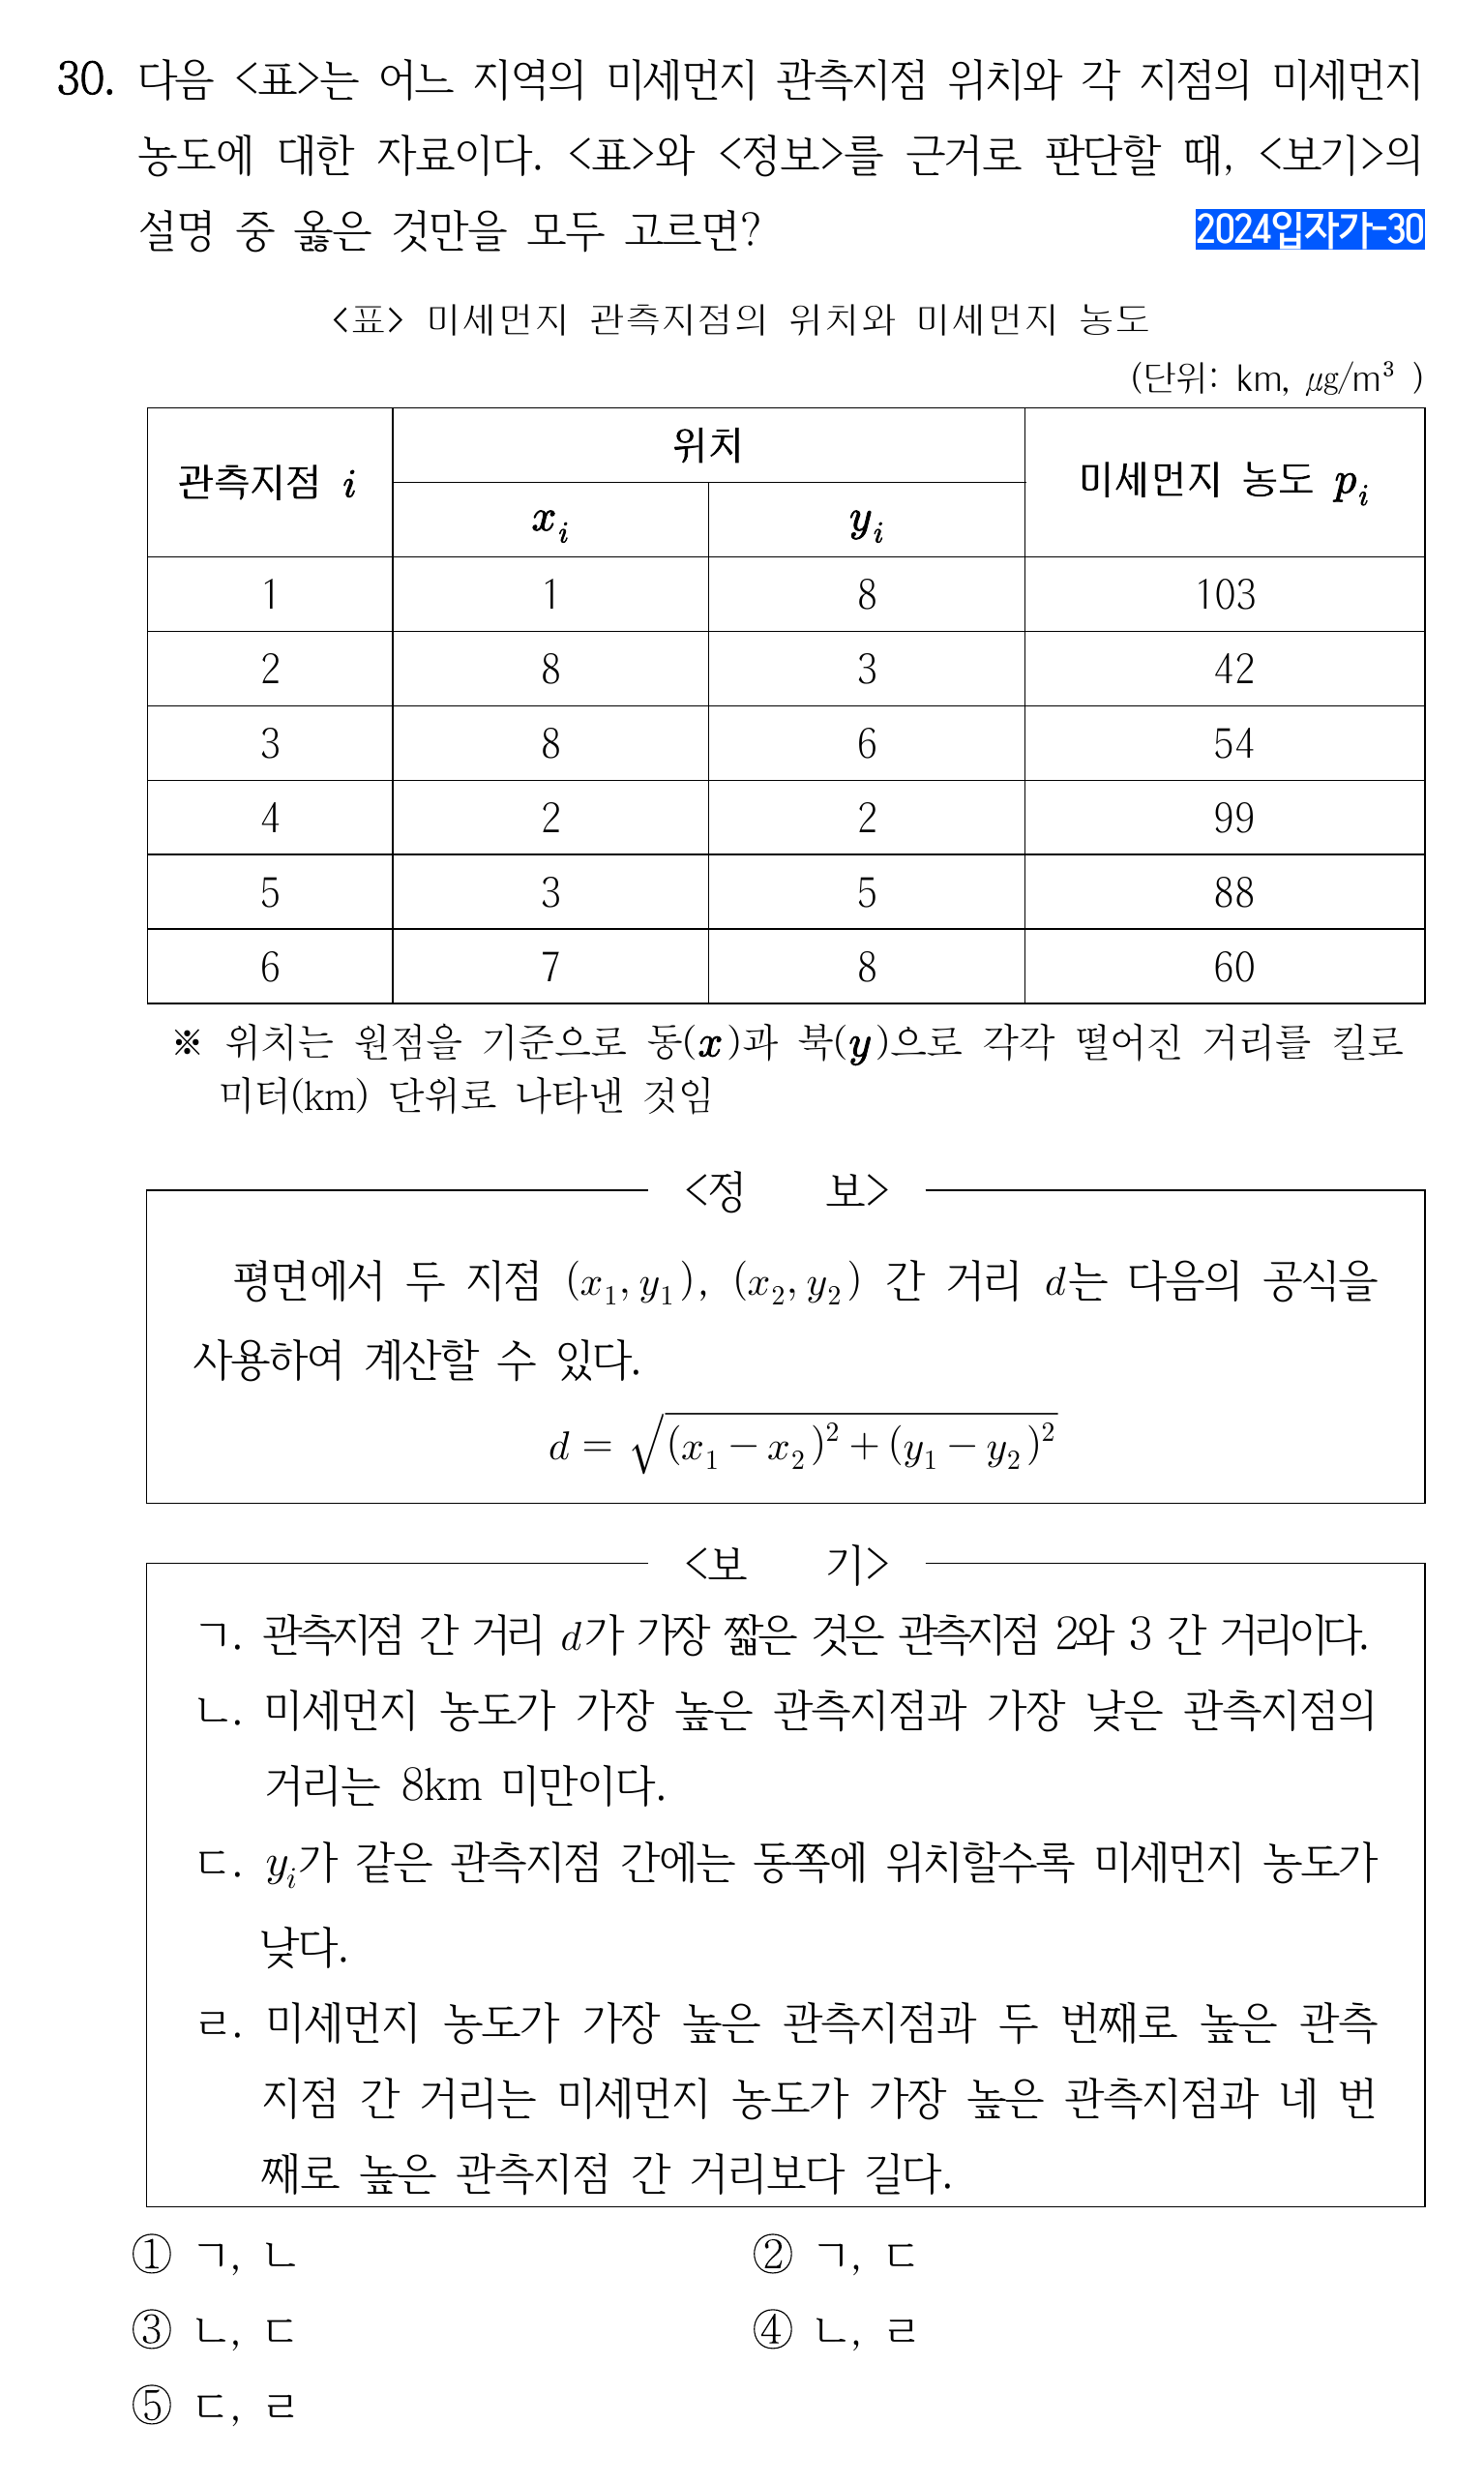 30. 다음 <표>는 어느 지역의 미세먼지 관측지점 위치와 각 지점의 미세먼지
농도에 대한 자료이다. <표>와 <정보>를 근거로 판단할 때, <보기>의
설명 중 옳은 것만을 모두 고르면? 2024입자가-30
<표> 미세먼지 관측지점의 위치와 미세먼지 농도
(단위: km, ㎍/m³ )
관측지점 i 위치 미세먼지 농도 pᵢ
xᵢ yᵢ
1 1 8 103
2 8 3 42
3 8 6 54
4 2 2 99
5 3 5 88
6 7 8 60
※ 위치는 원점을 기준으로 동(x)과 북(y)으로 각각 떨어진 거리를 킬로
미터(km) 단위로 나타낸 것임
<정 보>
평면에서 두 지점 (x₁, y₁), (x₂, y₂) 간 거리 d는 다음의 공식을
사용하여 계산할 수 있다.
d = √(x₁ − x₂)² + (y₁ − y₂)²
<보 기>
ㄱ. 관측지점 간 거리 d가 가장 짧은 것은 관측지점 2와 3 간 거리이다.
ㄴ. 미세먼지 농도가 가장 높은 관측지점과 가장 낮은 관측지점의
거리는 8km 미만이다.
ㄷ. yᵢ가 같은 관측지점 간에는 동쪽에 위치할수록 미세먼지 농도가
낮다.
ㄹ. 미세먼지 농도가 가장 높은 관측지점과 두 번째로 높은 관측
지점 간 거리는 미세먼지 농도가 가장 높은 관측지점과 네 번
째로 높은 관측지점 간 거리보다 길다.
① ㄱ, ㄴ ② ㄱ, ㄷ
③ ㄴ, ㄷ ④ ㄴ, ㄹ
⑤ ㄷ, ㄹ